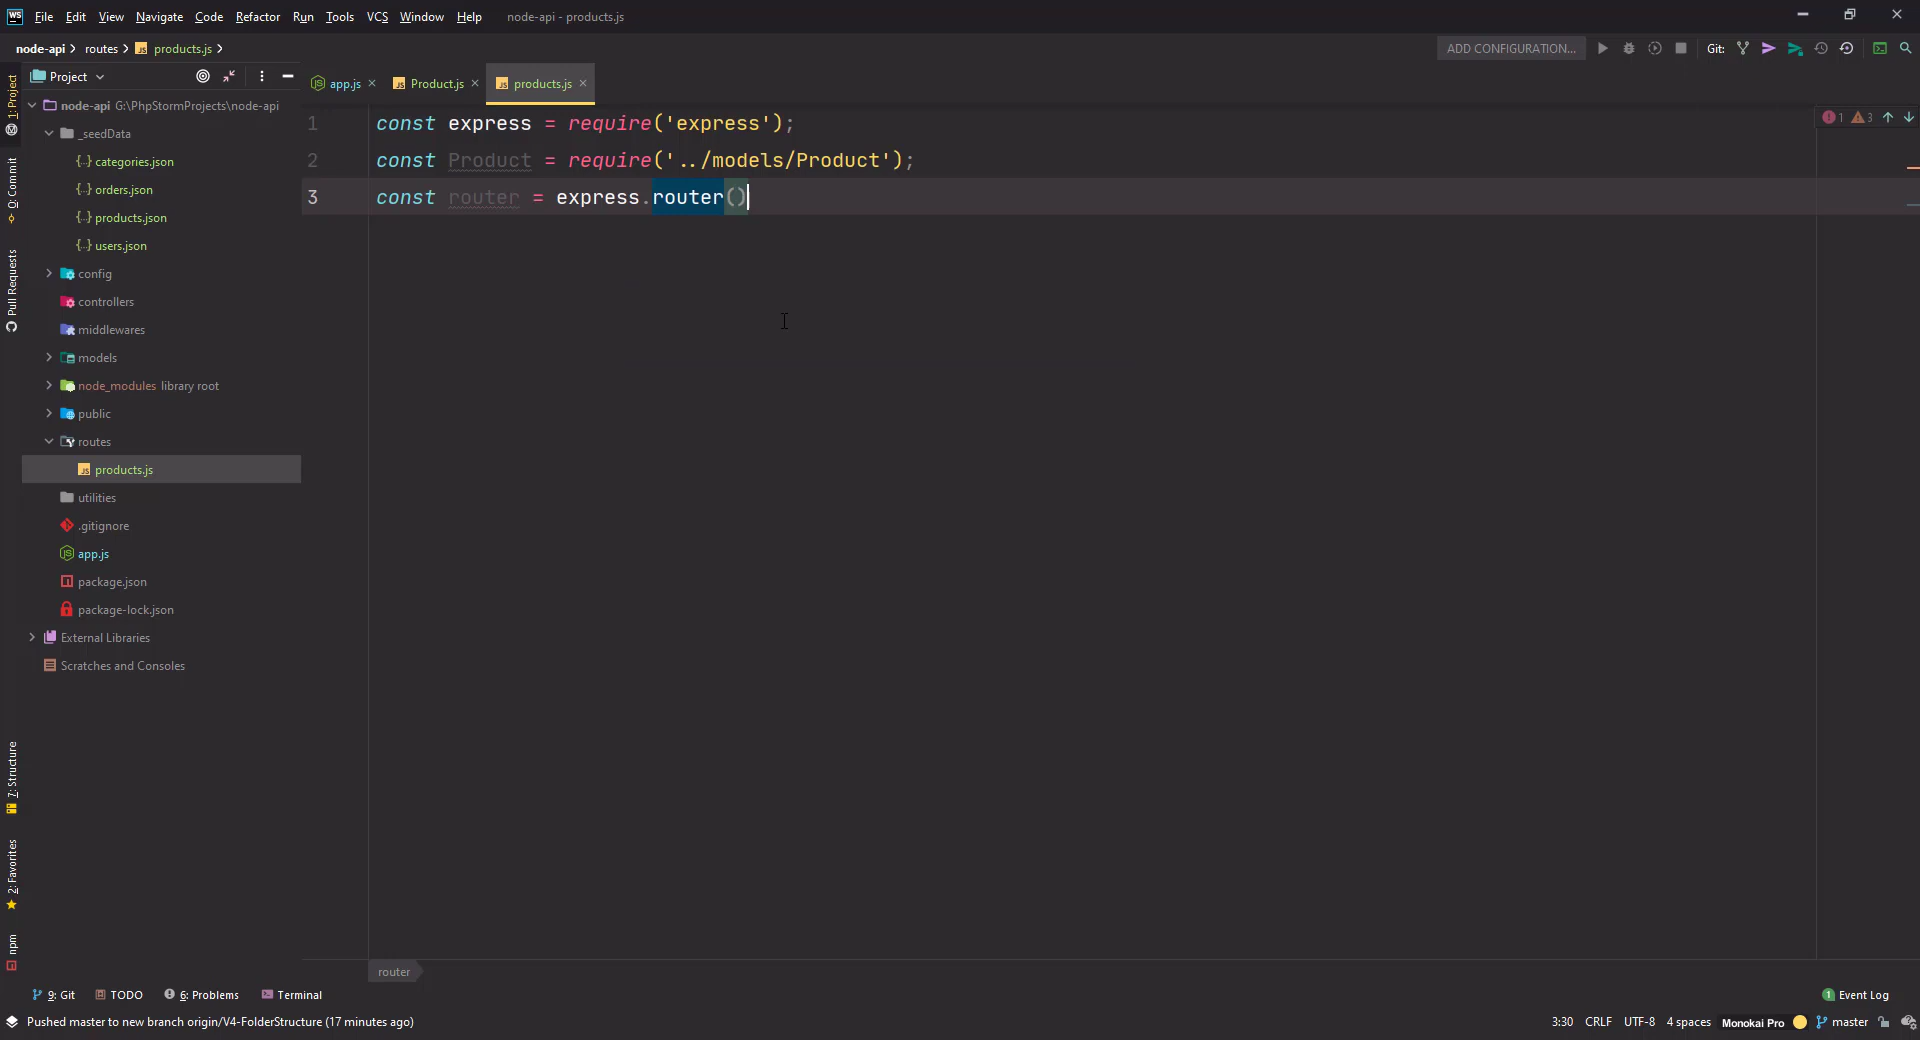 WS File Edit View Navigate Code Refactor Run Tools VCS Window Help node-api - products.js
node-api routes JS products.js ADD CONFIGURATION... Git:
Project
app.js Product.js products.js
1: Project
0: Commit
Pull Requests
7: Structure
2: Favorites
npm
node-api G:\PhpStormProjects\node-api
_seedData
categories.json
orders.json
products.json
users.json
config
controllers
middlewares
models
node_modules library root
public
routes
JS products.js
utilities
.gitignore
app.js
package.json
package-lock.json
External Libraries
Scratches and Consoles
1 const express = require('express');
2 const Product = require('../models/Product');
3 const router = express.router()
1 3
router
9: Git TODO 6: Problems Terminal 1 Event Log
Pushed master to new branch origin/V4-FolderStructure (17 minutes ago) 3:30 CRLF UTF-8 4 spaces Monokai Pro master